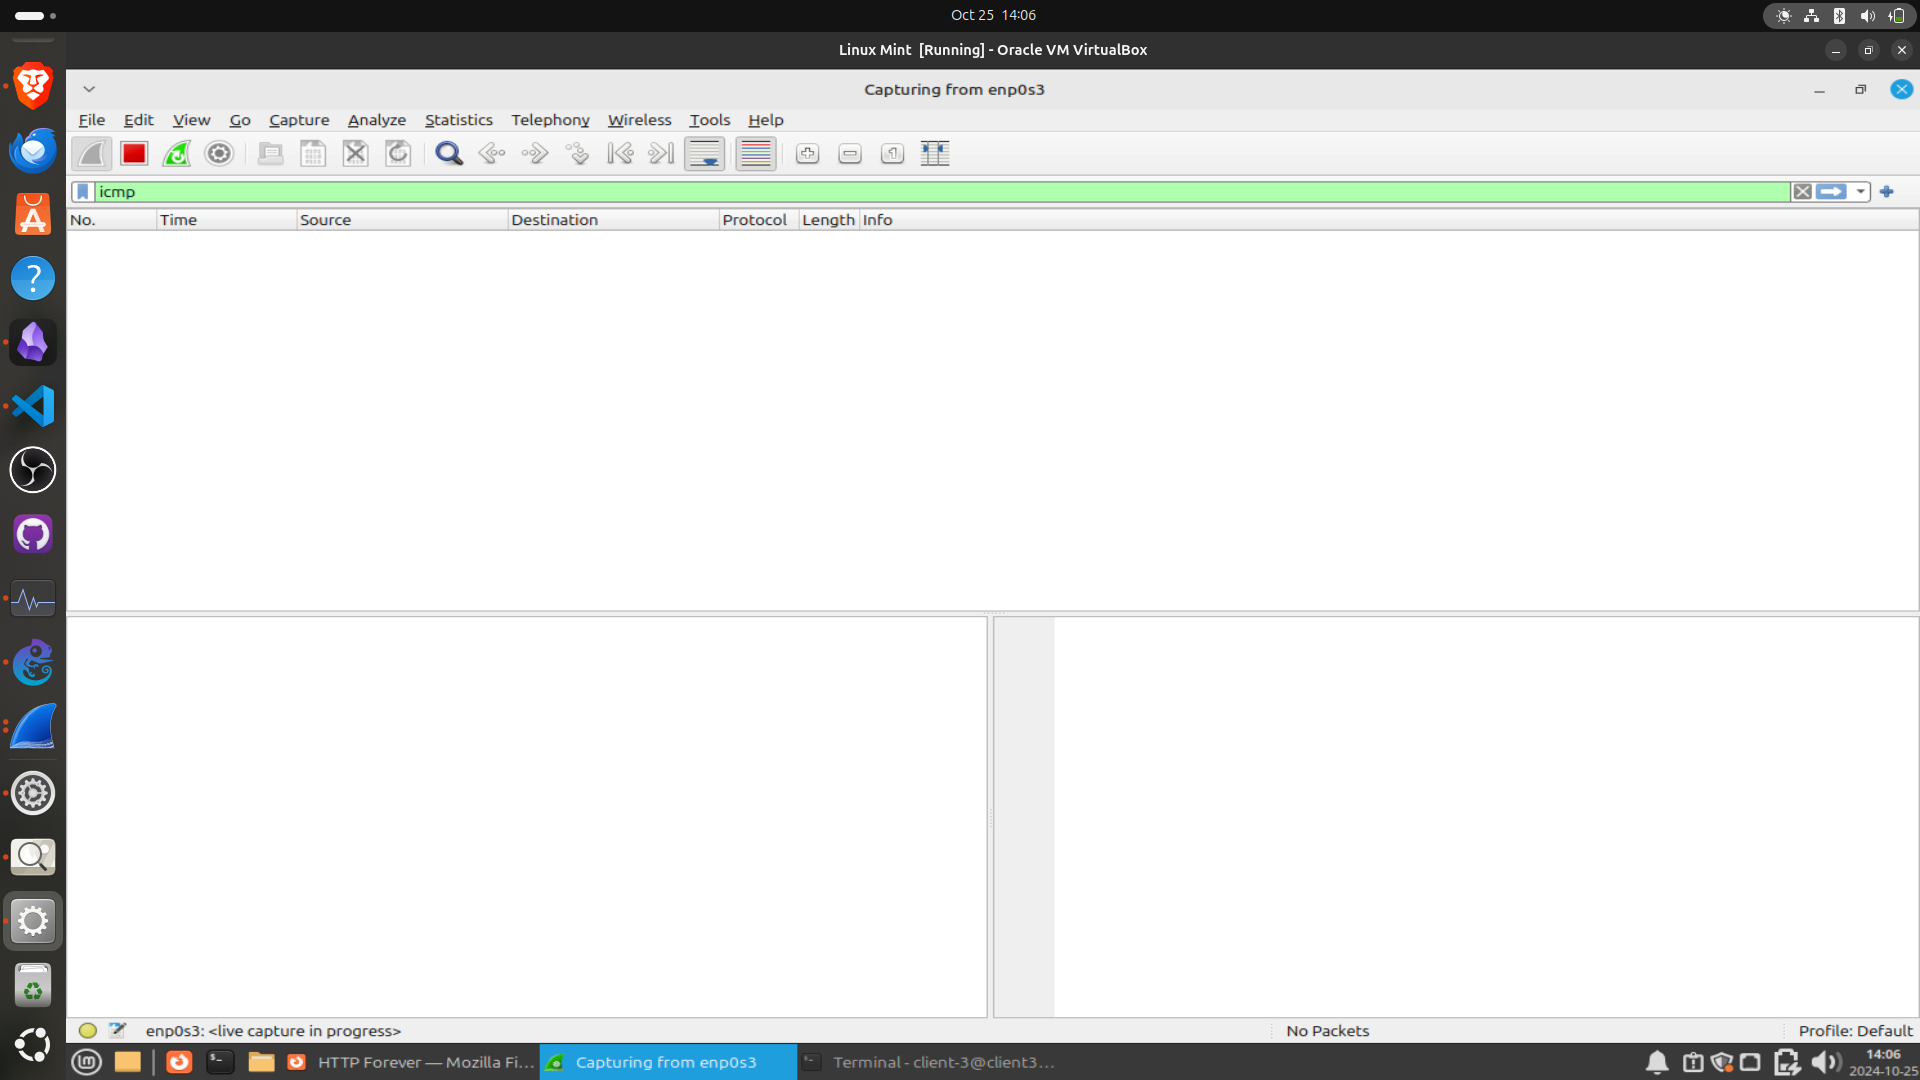 Oct 25 14:06
Linux Mint [Running] - Oracle VM VirtualBox
Capturing from enp0s3
File Edit View Go Capture Analyze Statistics Telephony Wireless Tools Help
icmp
No. Time Source Destination Protocol Length Info
enp0s3: <live capture in progress>
No Packets
Profile: Default
HTTP Forever — Mozilla Fi...
Capturing from enp0s3
Terminal - client-3@client3...
14:06
2024-10-25